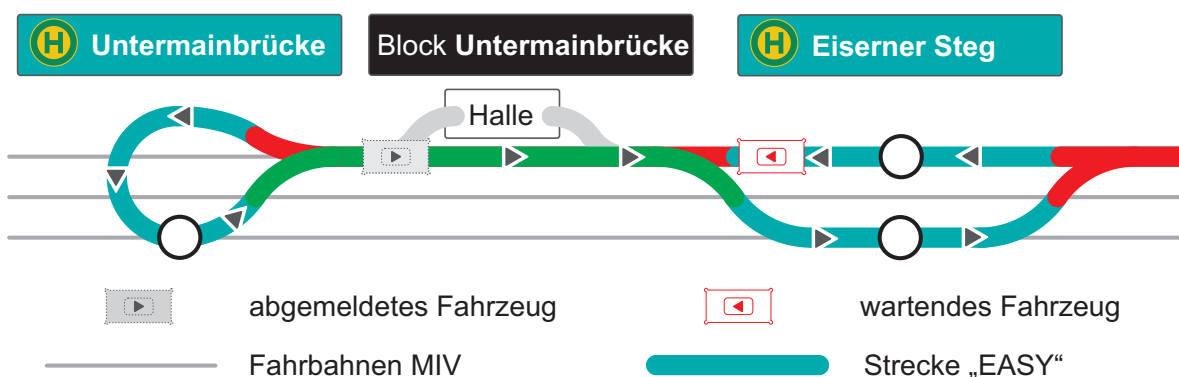 H Untermainbrücke
Block Untermainbrücke
H Eiserner Steg
Halle
abgemeldetes Fahrzeug
wartendes Fahrzeug
Fahrbahnen MIV
Strecke „EASY“